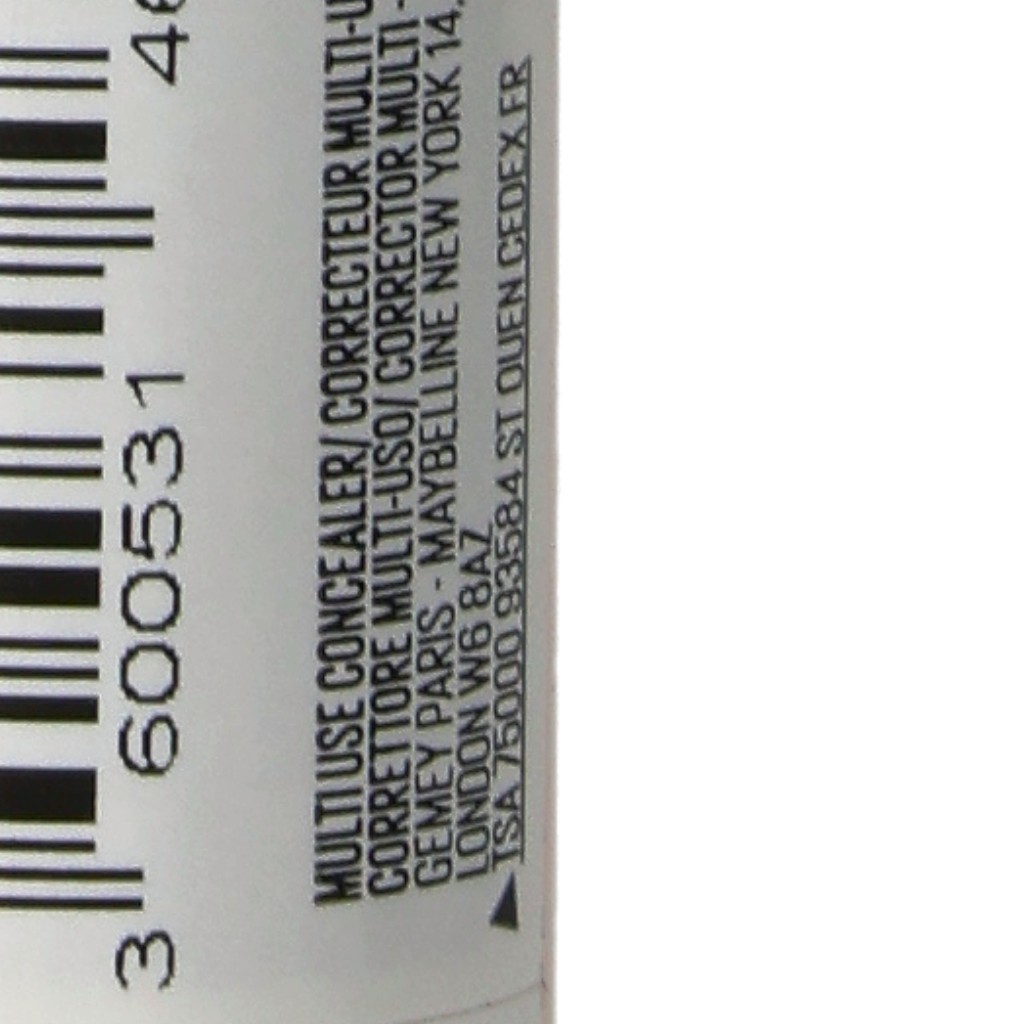 3 600531 46
MULTI USE CONCEALER/ CORRECTEUR MULTI-U
CORRETTORE MULTI-USO/ CORRECTOR MULTI -
GEMEY PARIS - MAYBELLINE NEW YORK 14,
LONDON W6 8AZ
TSA 75000 93584 ST OUEN CEDEX FR